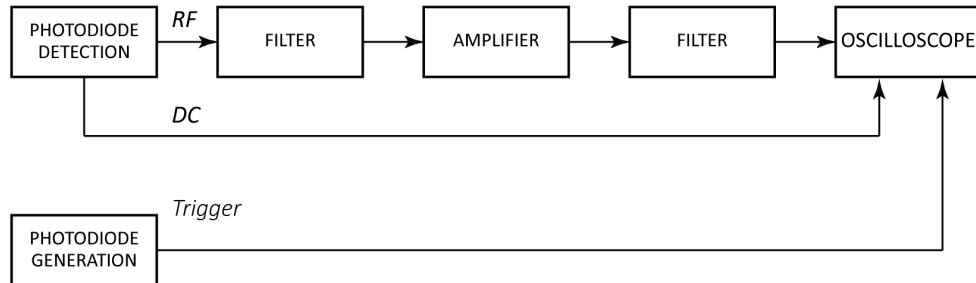 RF
PHOTODIODE
DETECTION
FILTER
AMPLIFIER
FILTER
OSCILLOSCOPE
DC
Trigger
PHOTODIODE
GENERATION